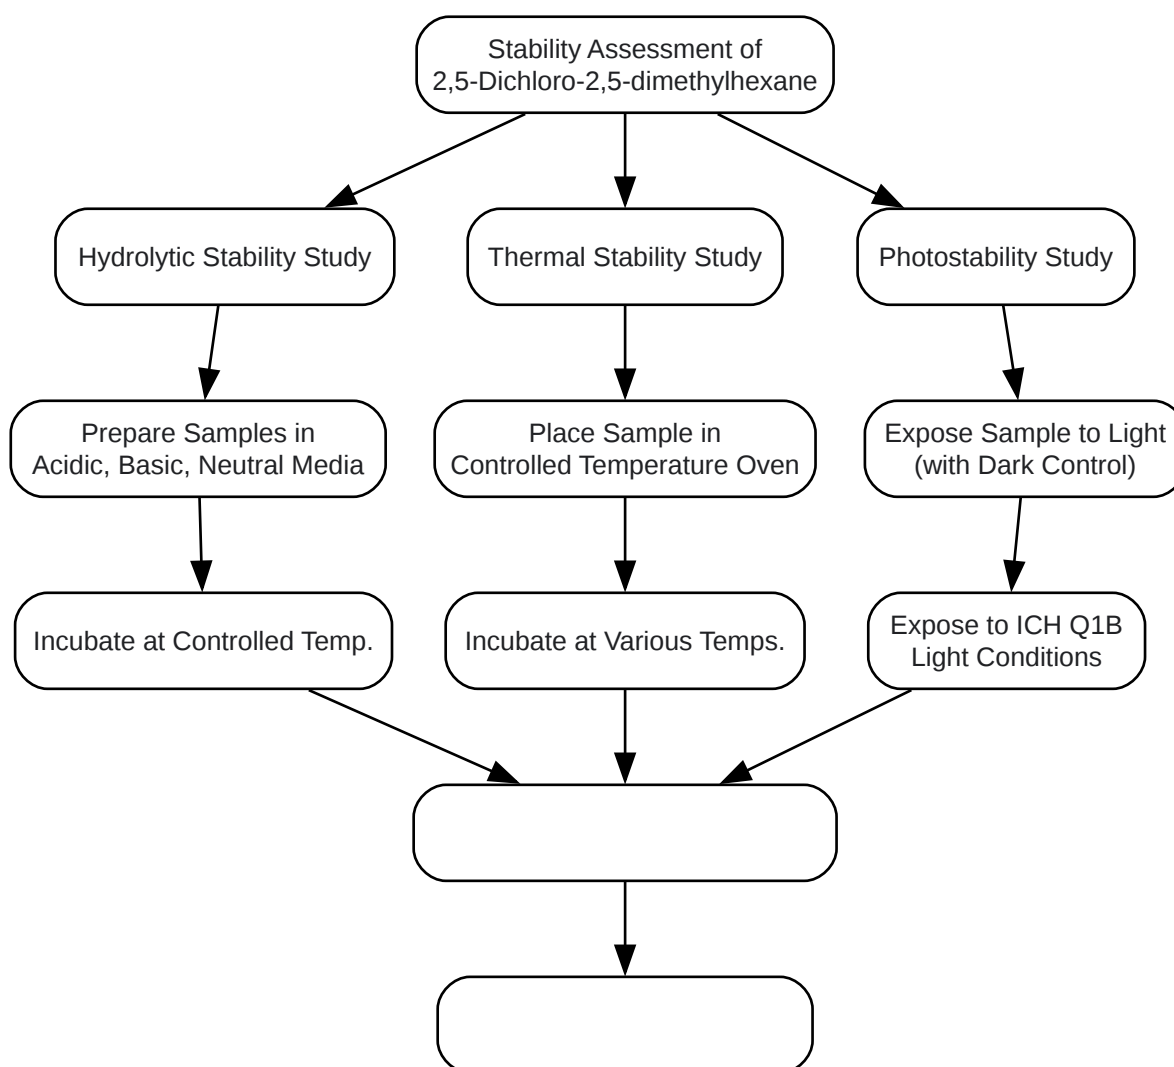 Stability Assessment of
2,5-Dichloro-2,5-dimethylhexane
Hydrolytic Stability Study
Thermal Stability Study
Photostability Study
Prepare Samples in
Acidic, Basic, Neutral Media
Place Sample in
Controlled Temperature Oven
Expose Sample to Light
(with Dark Control)
Incubate at Controlled Temp.
Incubate at Various Temps.
Expose to ICH Q1B
Light Conditions